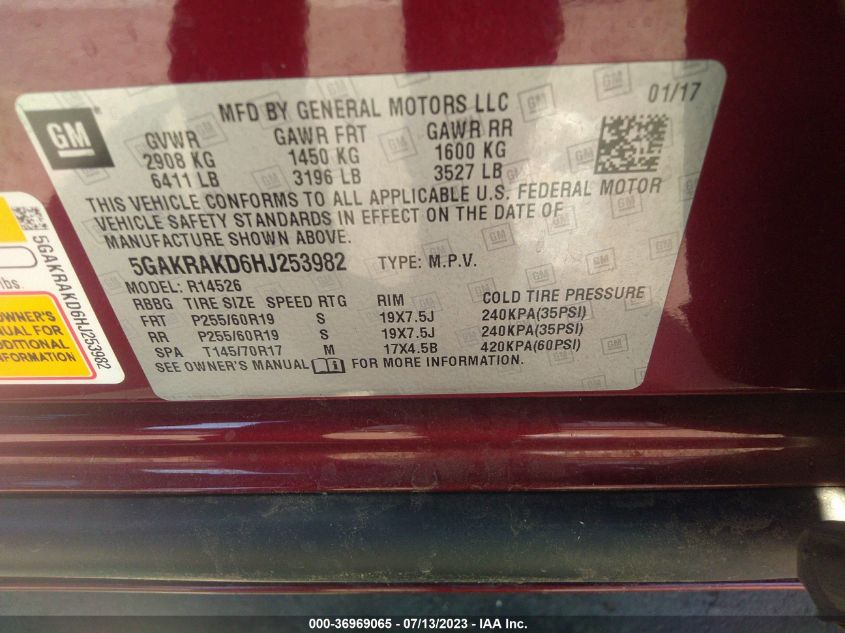 GM
MFD BY GENERAL MOTORS LLC
01/17
GVWR GAWR FRT GAWR RR
2908 KG 1450 KG 1600 KG
6411 LB 3196 LB 3527 LB
THIS VEHICLE CONFORMS TO ALL APPLICABLE U.S. FEDERAL MOTOR
VEHICLE SAFETY STANDARDS IN EFFECT ON THE DATE OF
MANUFACTURE SHOWN ABOVE.
5GAKRAKD6HJ253982 TYPE: M.P.V.
MODEL: R14526
RBBG TIRE SIZE SPEED RTG RIM COLD TIRE PRESSURE
FRT P255/60R19 S 19X7.5J 240KPA(35PSI)
RR P255/60R19 S 19X7.5J 240KPA(35PSI)
SPA T145/70R17 M 17X4.5B 420KPA(60PSI)
SEE OWNER'S MANUAL FOR MORE INFORMATION.
5GAKRAKD6HJ253982
lbs.
OWNER'S
MANUAL FOR
ADDITIONAL
INFORMATION
000-36969065 / 07/13/2023 - IAA Inc.